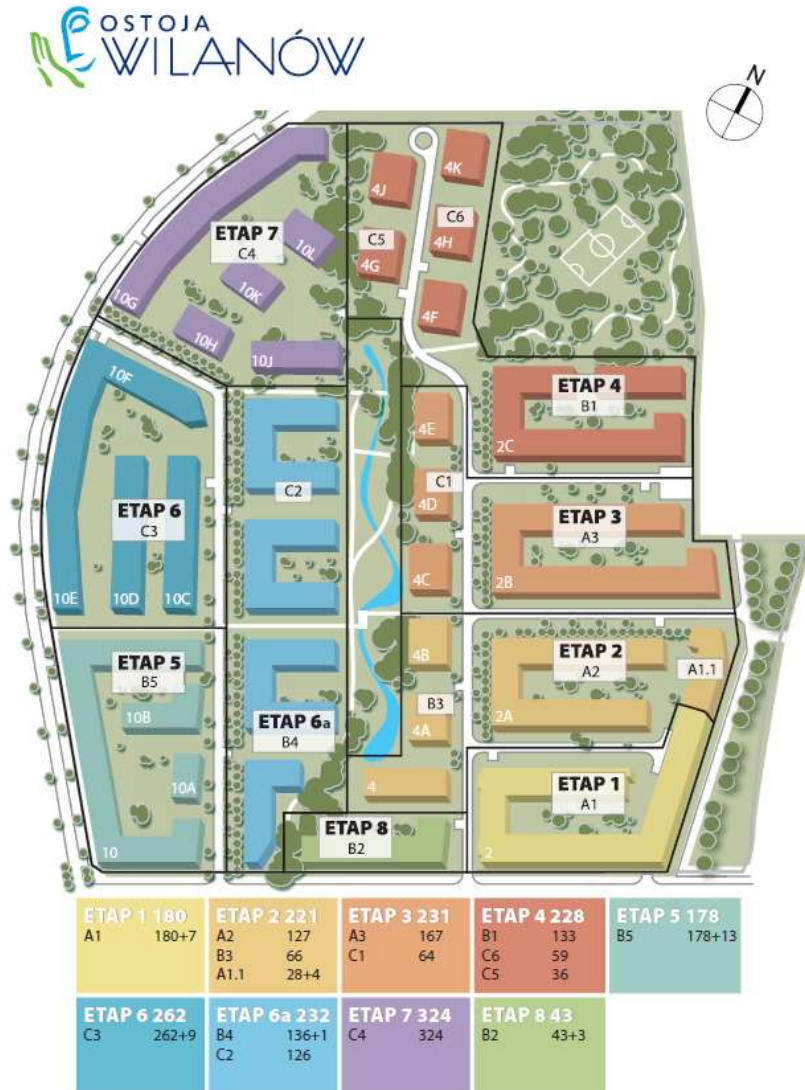 OSTOJA
WILANÓW
N
4K
4J
C6
ETAP 7
C4
10L
C5
4H
4G
10K
10G
4F
10H
10J
10F
ETAP 4
B1
4E
2C
C2
C1
4D
ETAP 6
C3
ETAP 3
A3
4C
2B
10E
10D
10C
4B
ETAP 2
A2
A1.1
ETAP 5
B5
10B
B3
2A
ETAP 6a
B4
4A
10A
4
ETAP 1
A1
ETAP 8
B2
10
2
ETAP 1 180
A1 180+7
ETAP 2 221
A2 127
B3 66
A1.1 28+4
ETAP 3 231
A3 167
C1 64
ETAP 4 228
B1 133
C6 59
C5 36
ETAP 5 178
B5 178+13
ETAP 6 262
C3 262+9
ETAP 6a 232
B4 136+1
C2 126
ETAP 7 324
C4 324
ETAP 8 43
B2 43+3